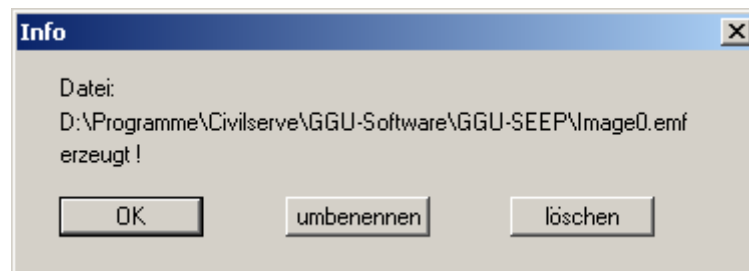 Info
Datei:
D:\Programme\Civilserve\GGU-Software\GGU-SEEP\Image0.emf
erzeugt !
OK
umbenennen
löschen